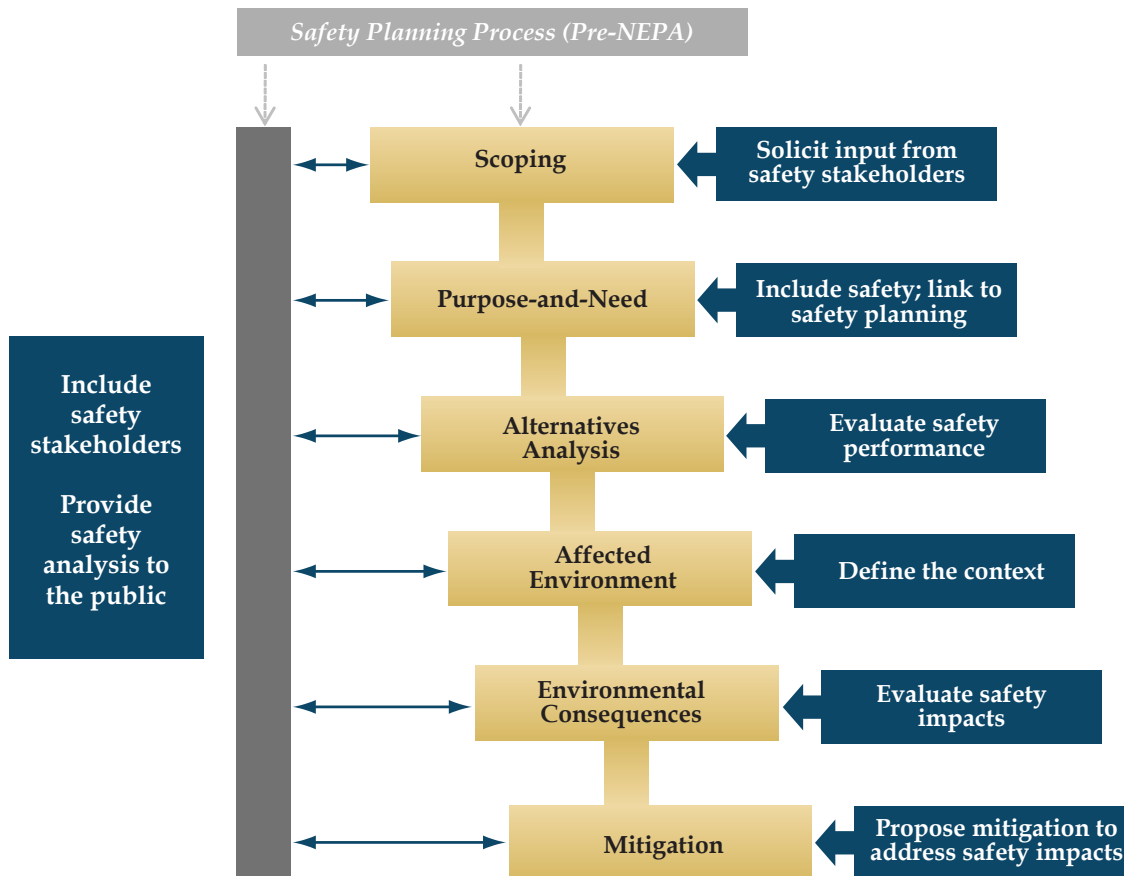 Safety Planning Process (Pre-NEPA)
Scoping
Solicit input from
safety stakeholders
Purpose-and-Need
Include safety; link to
safety planning
Include
safety
stakeholders
Provide
safety
analysis to
the public
Alternatives
Analysis
Evaluate safety
performance
Affected
Environment
Define the context
Environmental
Consequences
Evaluate safety
impacts
Mitigation
Propose mitigation to
address safety impacts